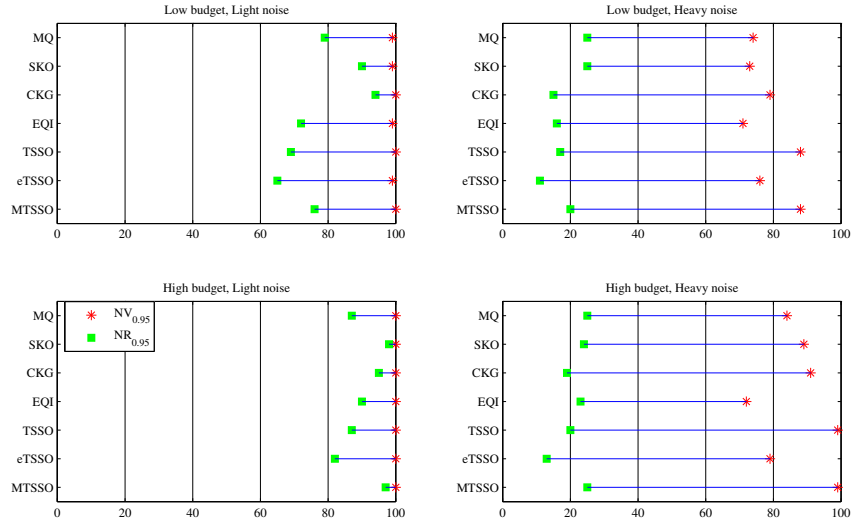 Low budget, Light noise
MQ
SKO
CKG
EQI
TSSO
eTSSO
MTSSO
0 20 40 60 80 100
Low budget, Heavy noise
MQ
SKO
CKG
EQI
TSSO
eTSSO
MTSSO
0 20 40 60 80 100
High budget, Light noise
NV0.95
NR0.95
MQ
SKO
CKG
EQI
TSSO
eTSSO
MTSSO
0 20 40 60 80 100
High budget, Heavy noise
MQ
SKO
CKG
EQI
TSSO
eTSSO
MTSSO
0 20 40 60 80 100